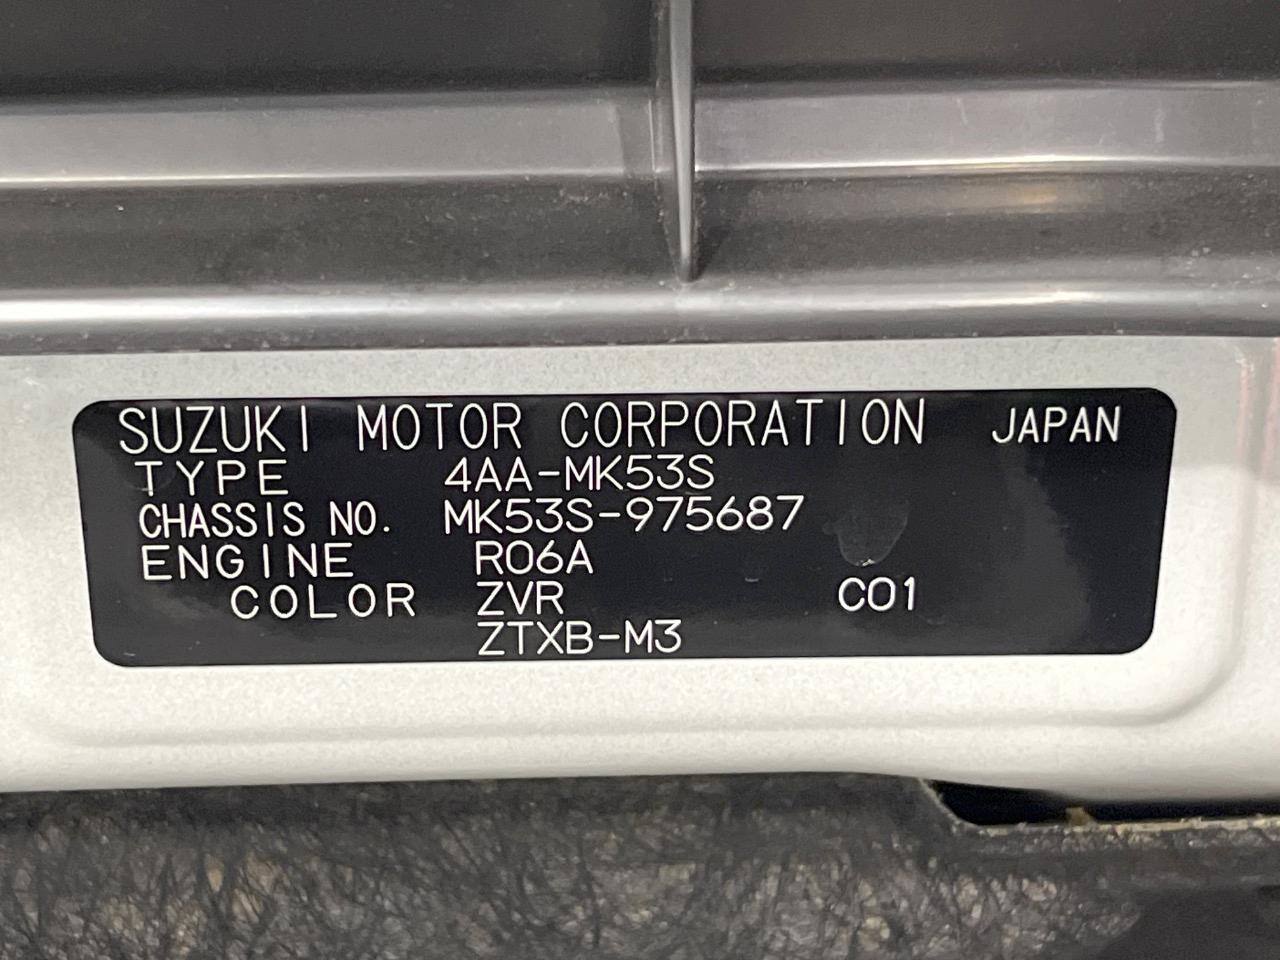 SUZUKI MOTOR CORPORATION JAPAN
TYPE 4AA-MK53S
CHASSIS NO. MK53S-975687
ENGINE R06A
COLOR ZVR C01
ZTXB-M3